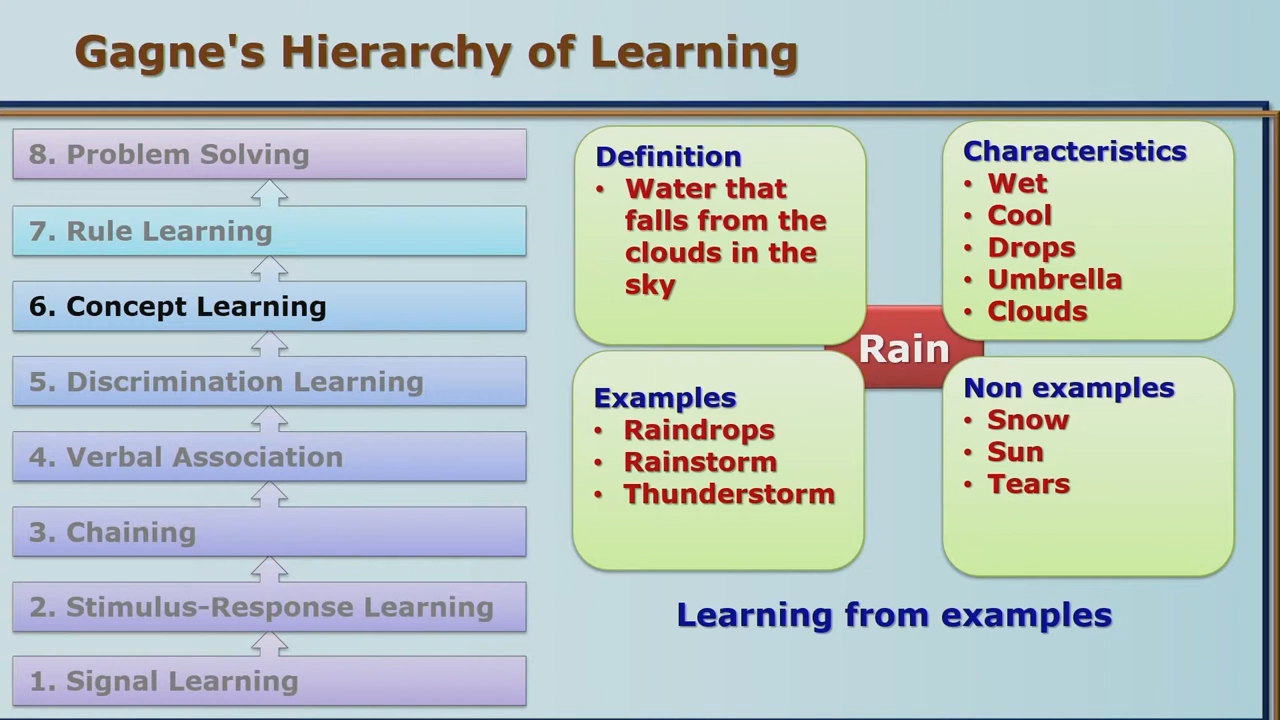 Gagne's Hierarchy of Learning
8. Problem Solving
7. Rule Learning
6. Concept Learning
5. Discrimination Learning
4. Verbal Association
3. Chaining
2. Stimulus-Response Learning
1. Signal Learning
Definition
• Water that
falls from the
clouds in the
sky
Characteristics
• Wet
• Cool
• Drops
• Umbrella
• Clouds
Rain
Examples
• Raindrops
• Rainstorm
• Thunderstorm
Non examples
• Snow
• Sun
• Tears
Learning from examples